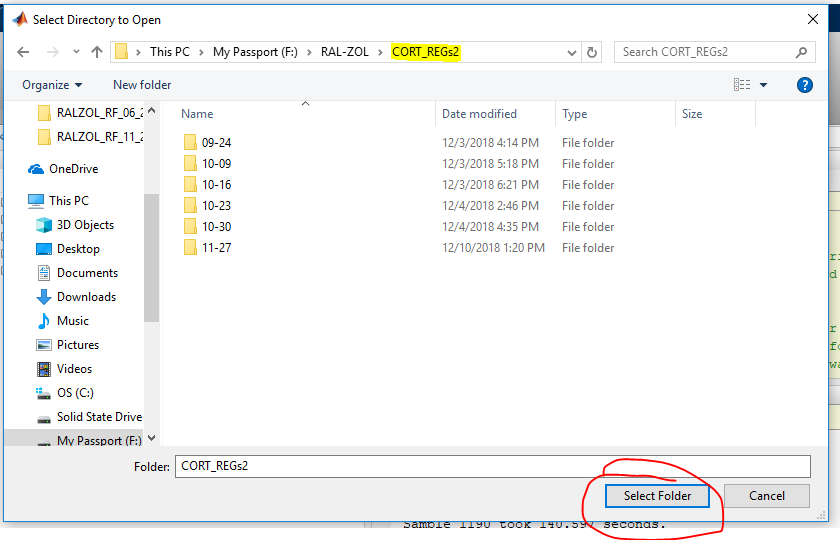 Select Directory to Open
This PC > My Passport (F:) > RAL-ZOL > CORT_REGs2
Search CORT_REGs2
Organize
New folder
Name
Date modified
Type
Size
RALZOL_RF_06_2
RALZOL_RF_11_2
OneDrive
This PC
3D Objects
Desktop
Documents
Downloads
Music
Pictures
Videos
OS (C:)
Solid State Drive
My Passport (F:)
09-24 12/3/2018 4:14 PM File folder
10-09 12/3/2018 5:18 PM File folder
10-16 12/3/2018 6:21 PM File folder
10-23 12/4/2018 2:46 PM File folder
10-30 12/4/2018 4:35 PM File folder
11-27 12/10/2018 1:20 PM File folder
Folder: CORT_REGs2
Select Folder
Cancel
Sample 1190 took 140.597 seconds.